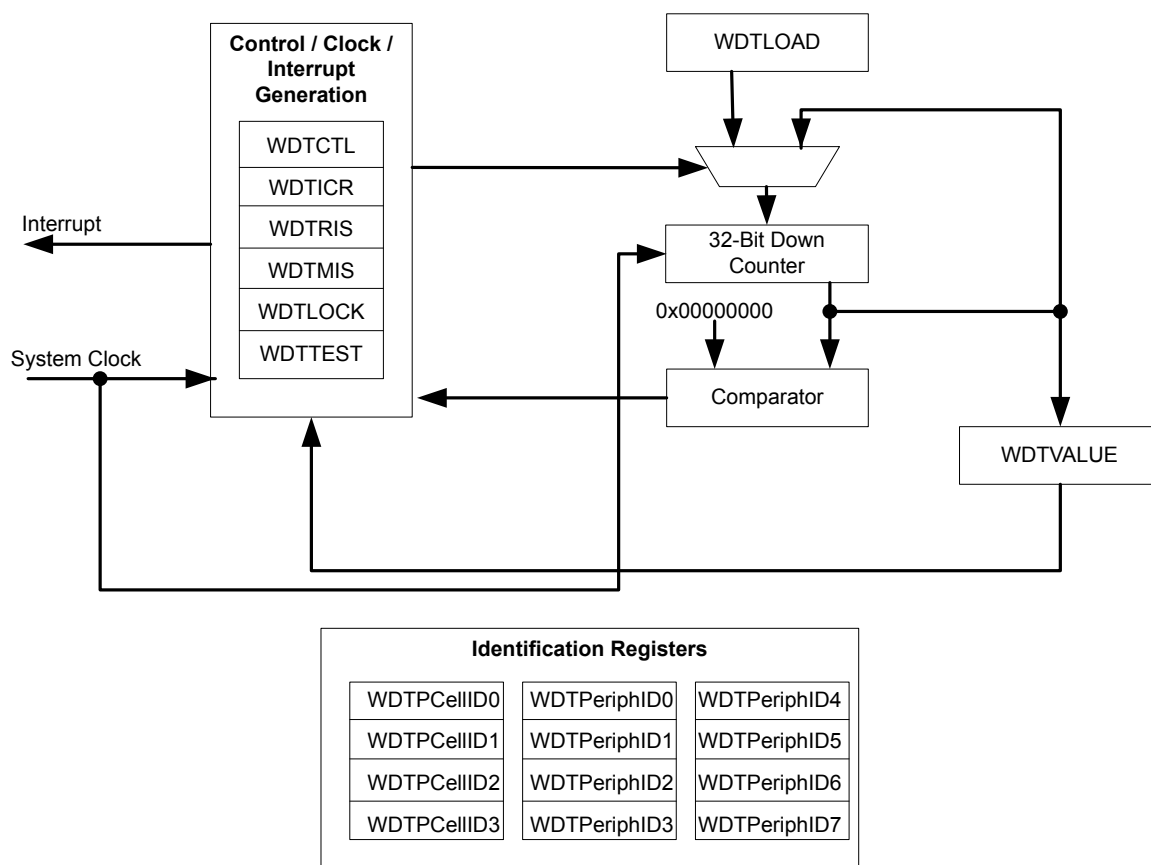 Control / Clock /
Interrupt
Generation
WDTCTL
WDTICR
WDTRIS
WDTMIS
WDTLOCK
WDTTEST
Interrupt
System Clock
WDTLOAD
32-Bit Down
Counter
0x00000000
Comparator
WDTVALUE
Identification Registers
WDTPCellID0
WDTPeriphID0
WDTPeriphID4
WDTPCellID1
WDTPeriphID1
WDTPeriphID5
WDTPCellID2
WDTPeriphID2
WDTPeriphID6
WDTPCellID3
WDTPeriphID3
WDTPeriphID7